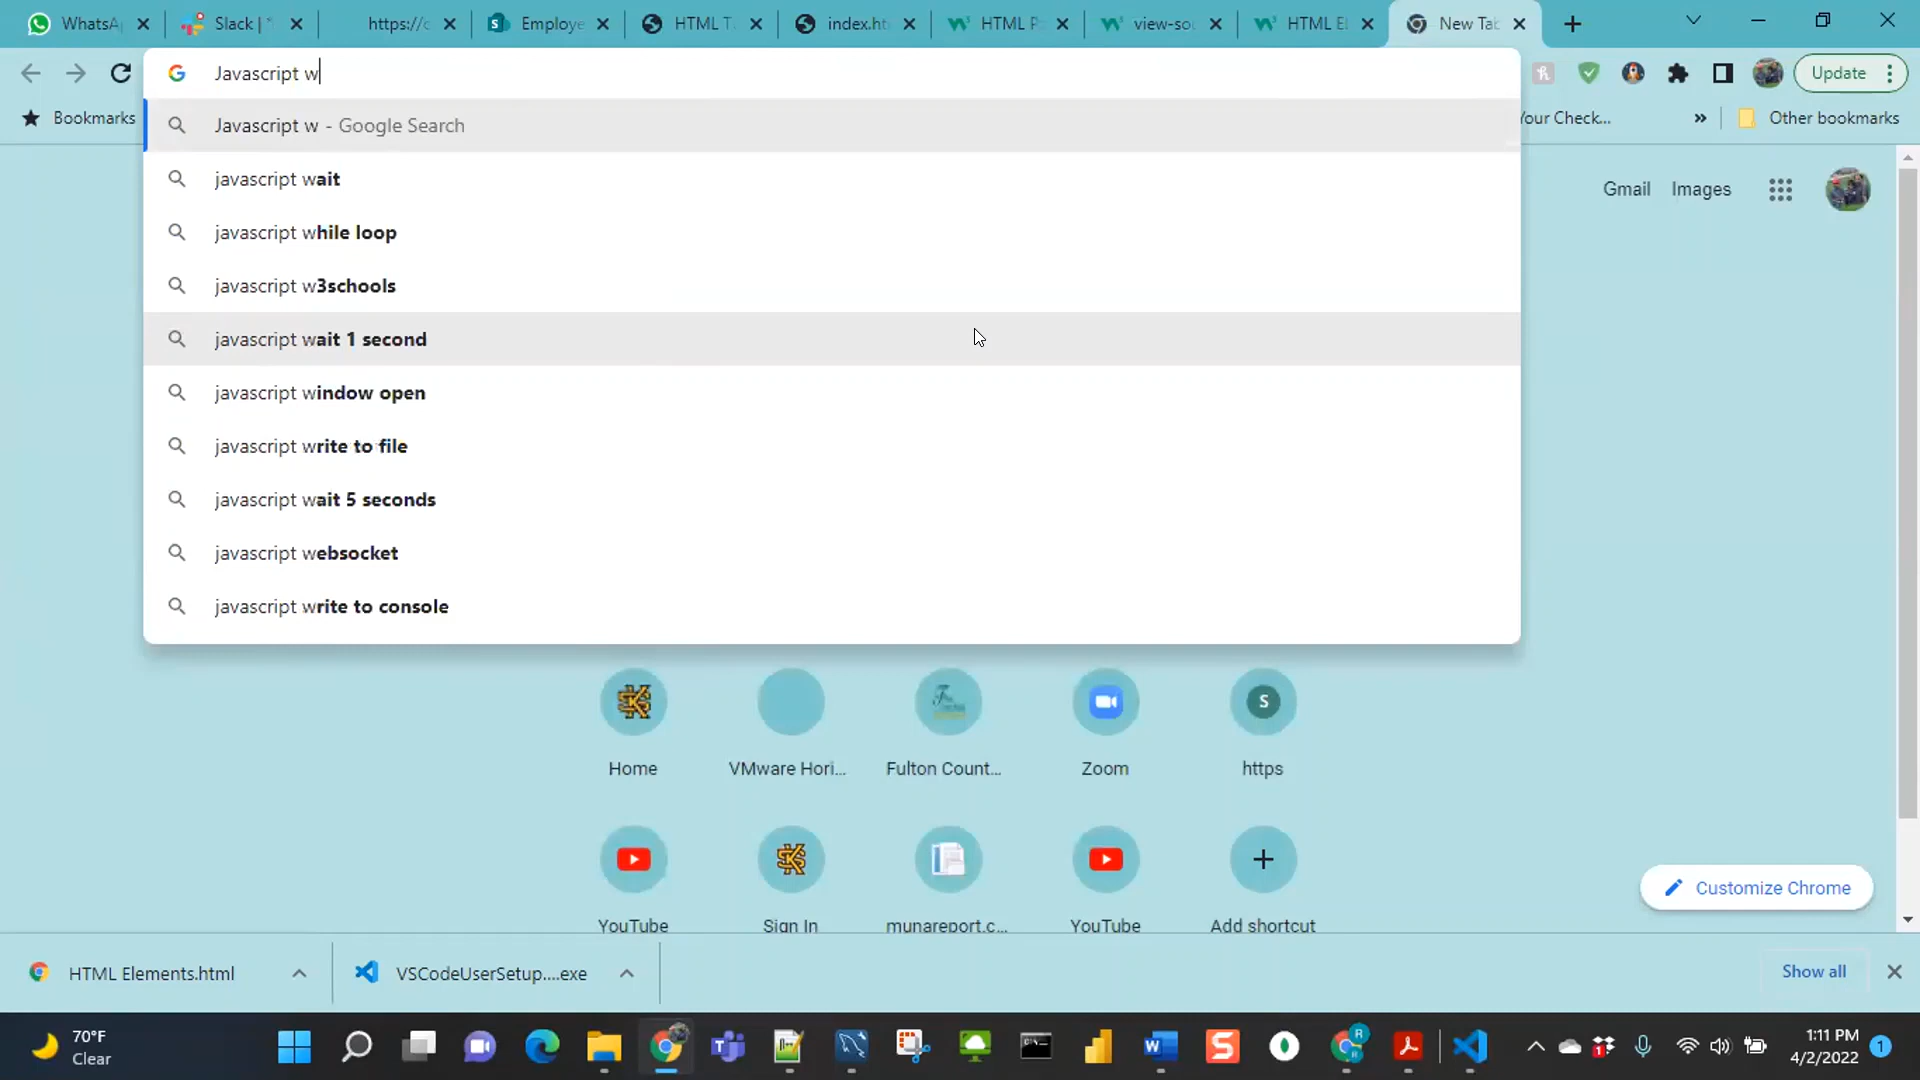 WhatsA
Slack | *
https://c
Employe
HTML T
index.ht
HTML P
view-sou
HTML El
New Tab
Javascript w
Update
Bookmarks
Your Check...
Other bookmarks
Javascript w - Google Search
javascript wait
javascript while loop
javascript w3schools
javascript wait 1 second
javascript window open
javascript write to file
javascript wait 5 seconds
javascript websocket
javascript write to console
Gmail
Images
S
Home
VMware Hori...
Fulton Count...
Zoom
https
YouTube
Sign In
munareport.c...
YouTube
Add shortcut
Customize Chrome
HTML Elements.html
VSCodeUserSetup....exe
Show all
70°F
Clear
1:11 PM
4/2/2022
1